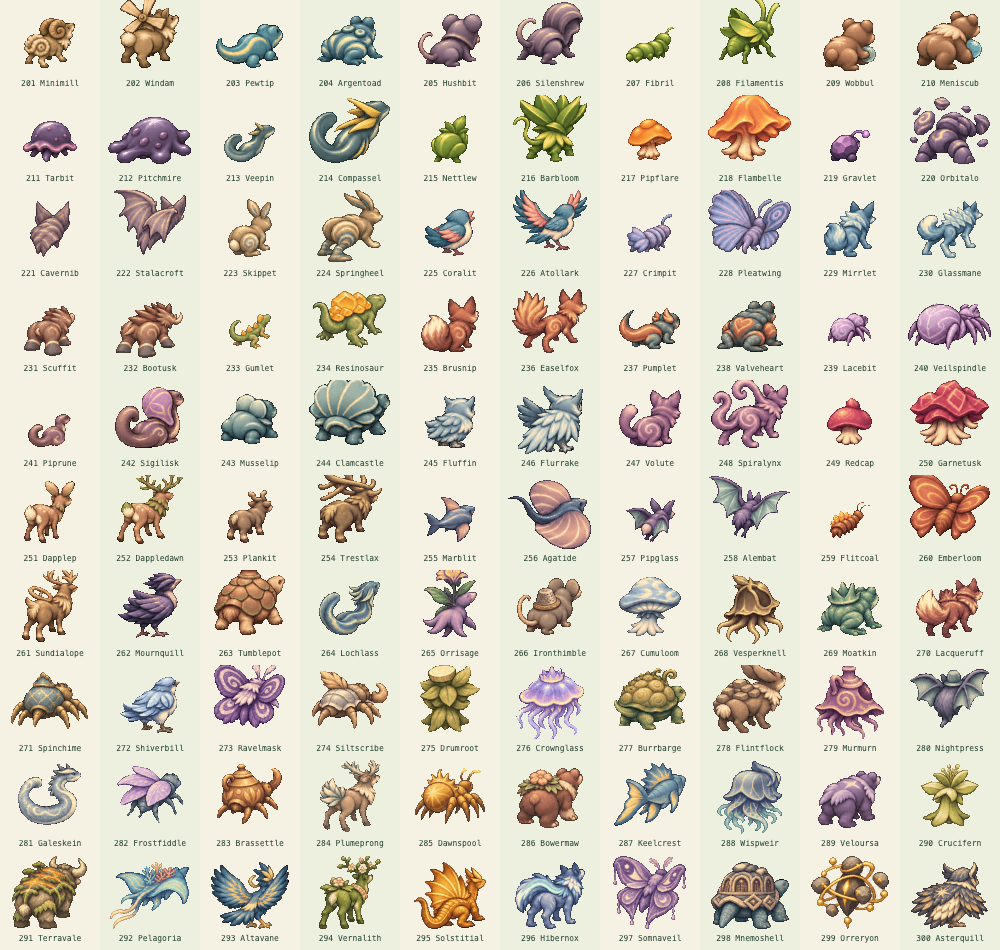 201 Minimill 202 Windam 203 Pewtip 204 Argentoad 205 Hushbit 206 Silenshrew 207 Fibril 208 Filamentis 209 Wobbul 210 Meniscub
211 Tarbit 212 Pitchmire 213 Veepin 214 Compassel 215 Nettlew 216 Barbloom 217 Pipflare 218 Flambelle 219 Gravlet 220 Orbitalo
221 Cavernib 222 Stalacroft 223 Skippet 224 Springheel 225 Coralit 226 Atollark 227 Crimpit 228 Pleatwing 229 Mirrlet 230 Glassmane
231 Scuffit 232 Bootusk 233 Gumlet 234 Resinosaur 235 Brusnip 236 Easelfox 237 Pumplet 238 Valveheart 239 Lacebit 240 Veilspindle
241 Piprune 242 Sigilisk 243 Musselip 244 Clamcastle 245 Fluffin 246 Flurrake 247 Volute 248 Spiralynx 249 Redcap 250 Garnetusk
251 Dapplep 252 Dappledawn 253 Plankit 254 Trestlax 255 Marblit 256 Agatide 257 Pipglass 258 Alembat 259 Flitcoal 260 Emberloom
261 Sundialope 262 Mournquill 263 Tumblepot 264 Lochlass 265 Orrisage 266 Ironthimble 267 Cumuloom 268 Vesperknell 269 Moatkin 270 Lacqueruff
271 Spinchime 272 Shiverbill 273 Ravelmask 274 Siltscribe 275 Drumroot 276 Crownglass 277 Burrbarge 278 Flintflock 279 Murmurn 280 Nightpress
281 Galeskein 282 Frostfiddle 283 Brassettle 284 Plumeprong 285 Dawnspool 286 Bowermaw 287 Keelcrest 288 Wispweir 289 Veloursa 290 Crucifern
291 Terravale 292 Pelagoria 293 Altavane 294 Vernalith 295 Solstitial 296 Hibernox 297 Somnaveil 298 Mnemoshell 299 Orreryon 300 Asterquill